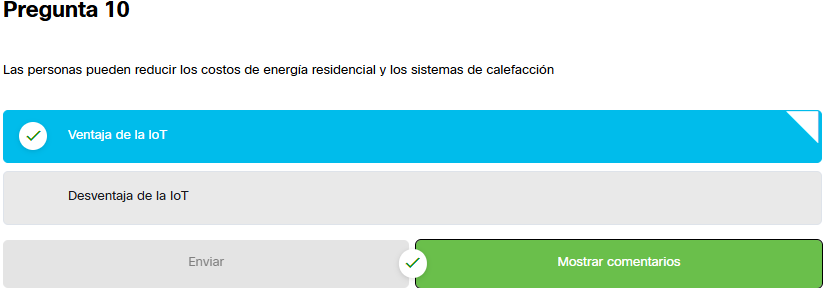 Pregunta 10
Las personas pueden reducir los costos de energía residencial y los sistemas de calefacción
Ventaja de la IoT
Desventaja de la IoT
Enviar
Mostrar comentarios